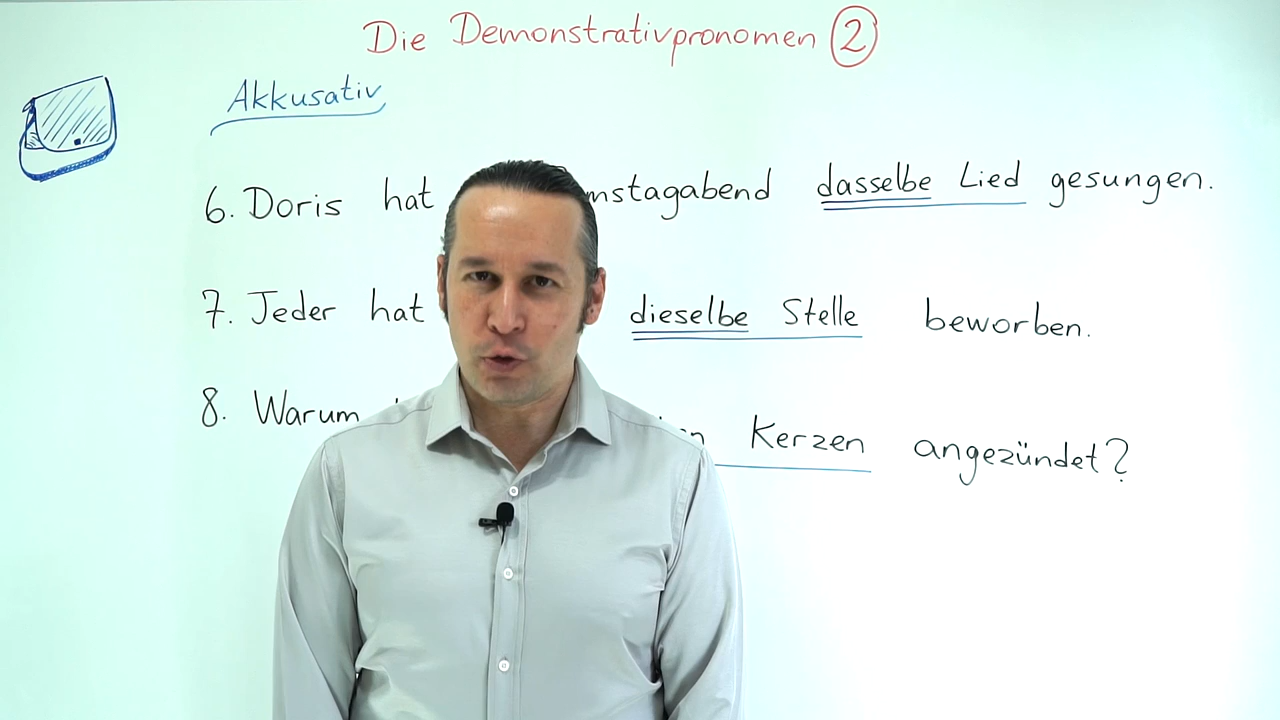 Die Demonstrativpronomen 2
Akkusativ
6. Doris hat mstagabend dasselbe Lied gesungen.
7. Jeder hat dieselbe Stelle beworben.
8. Warum Kerzen angezündet?